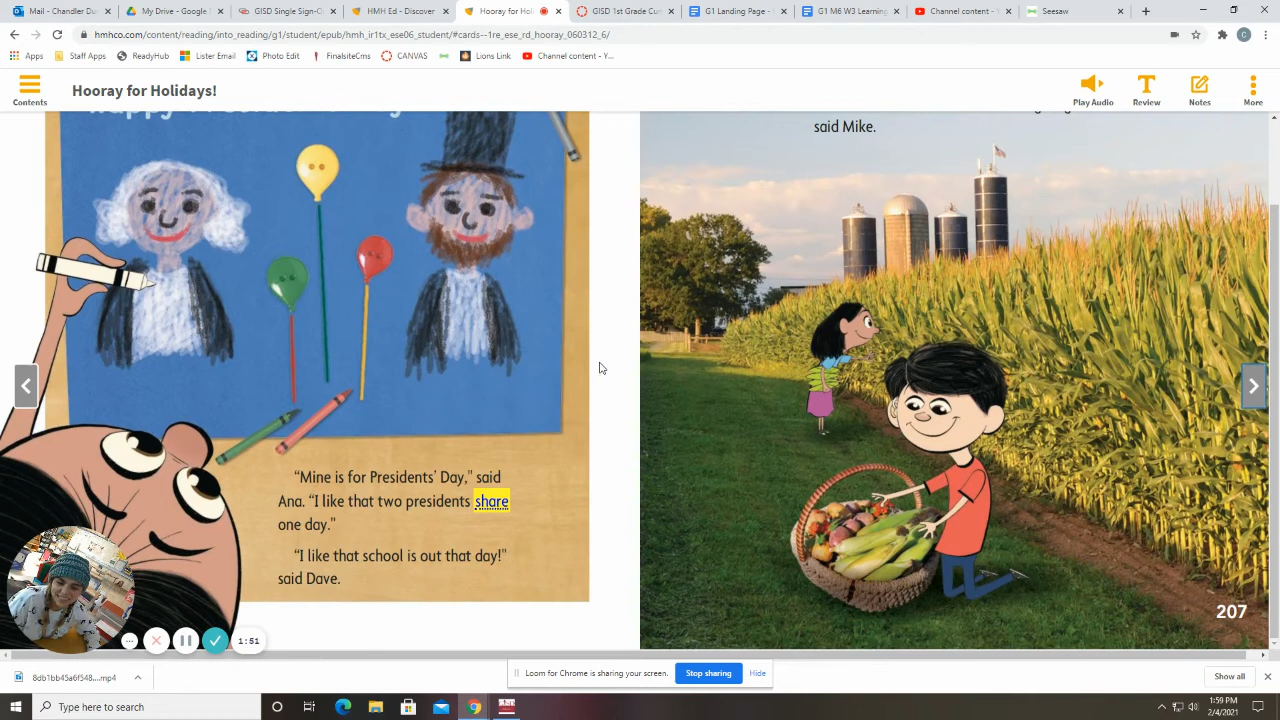 Mail - Chandler Du
My Drive - Google
GISD Single Sign-O
HMH Ed - Discover
Hooray for Holi
GISD 1st Grade Cur
G1 Landing Page -
G1 M6 W3 Learning
Channel content - Y
Seesaw
hmhco.com/content/reading/into_reading/g1/student/epub/hmh_ir1tx_ese06_student/#cards--1re_ese_rd_hooray_060312_6/
Apps
Staff Apps
ReadyHub
Lister Email
Photo Edit
FinalsiteCms
CANVAS
Lions Link
Channel content - Y...
Contents
Hooray for Holidays!
Play Audio
Review
Notes
More
said Mike.
"Mine is for Presidents' Day," said
Ana. "I like that two presidents share
one day."
"I like that school is out that day!"
said Dave.
207
1:51
8db1bb45a6f548....mp4
Loom for Chrome is sharing your screen.
Stop sharing
Hide
Show all
Type here to search
1:59 PM
2/4/2021